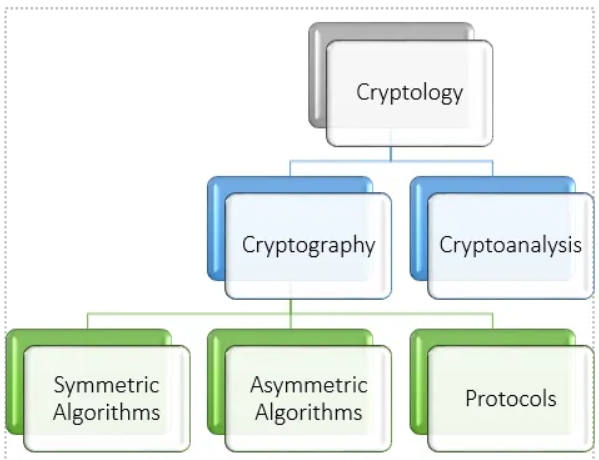 Cryptology
Cryptography
Cryptoanalysis
Symmetric
Algorithms
Asymmetric
Algorithms
Protocols